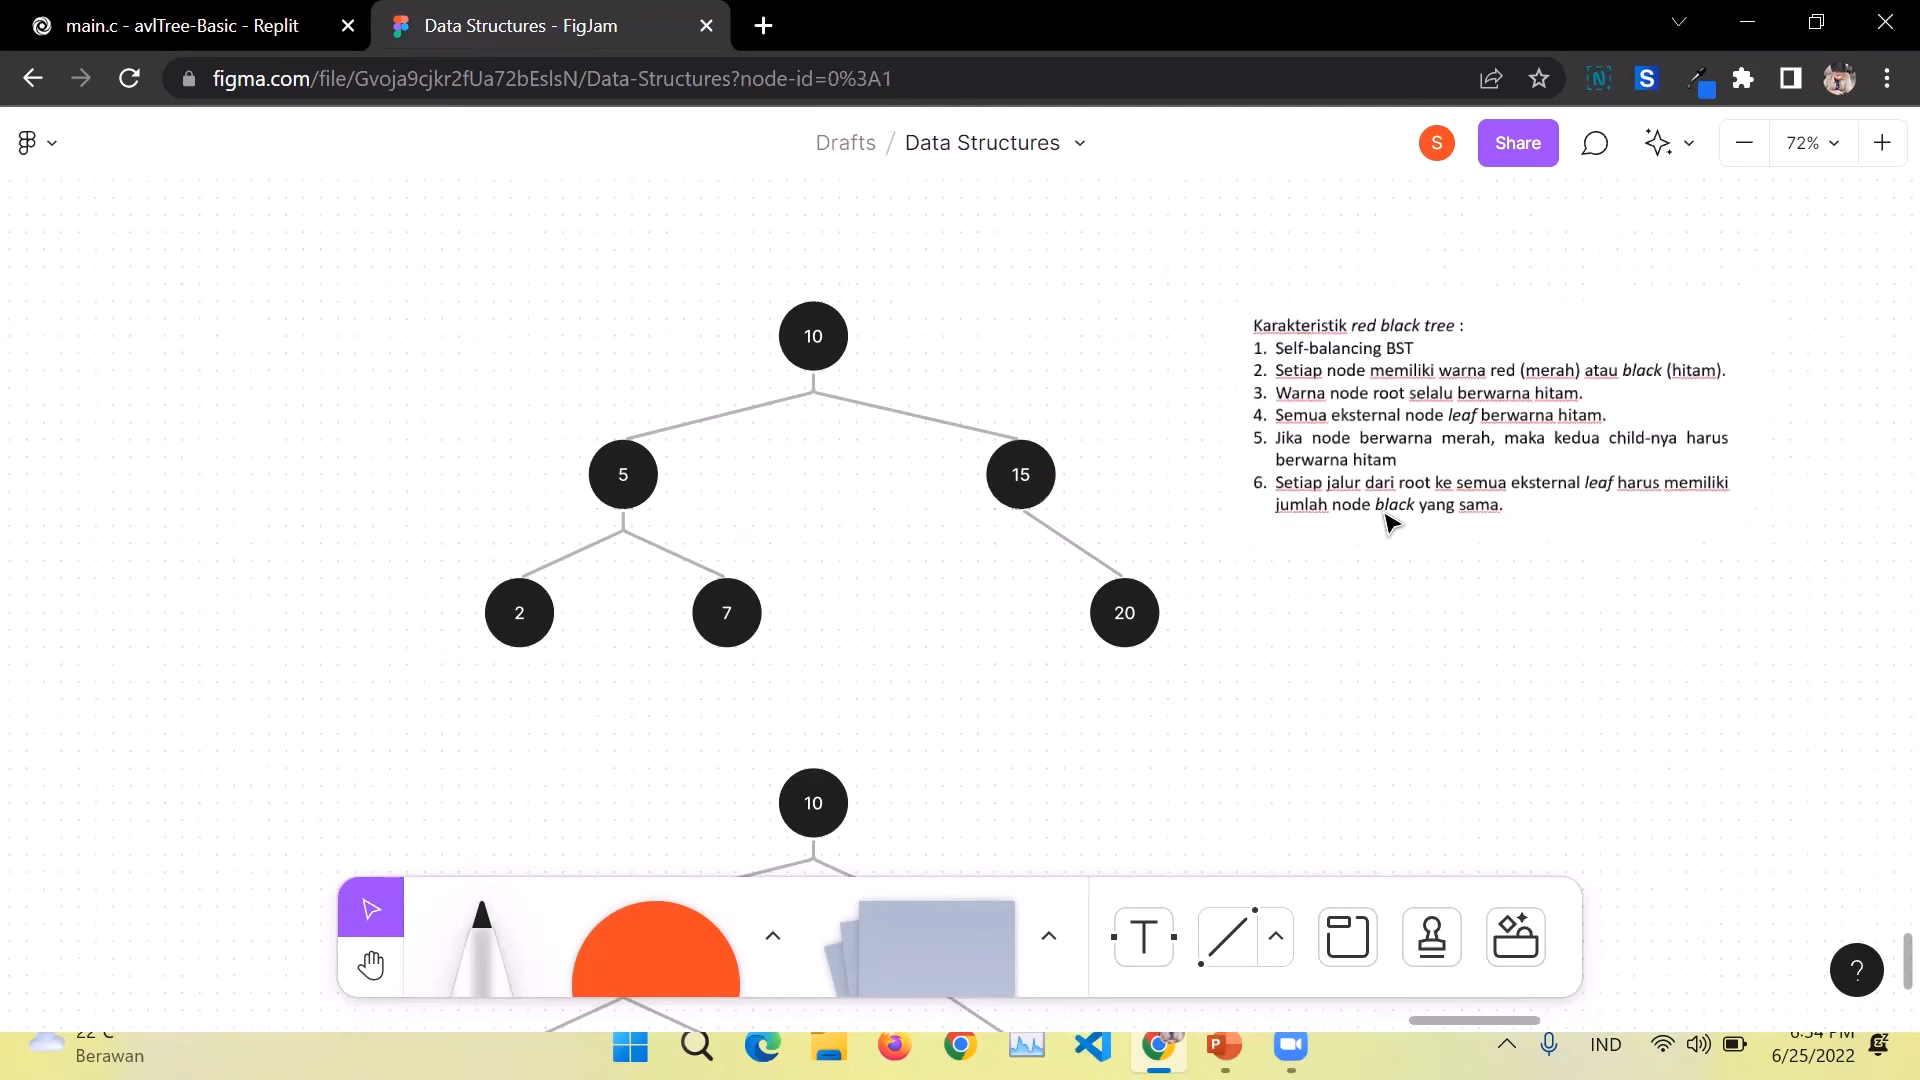 main.c - avlTree-Basic - Replit
Data Structures - FigJam
figma.com/file/Gvoja9cjkr2fUa72bEslsN/Data-Structures?node-id=0%3A1
Drafts / Data Structures
S
Share
72%
10
5
15
2
7
20
Karakteristik red black tree :
1. Self-balancing BST
2. Setiap node memiliki warna red (merah) atau black (hitam).
3. Warna node root selalu berwarna hitam.
4. Semua eksternal node leaf berwarna hitam.
5. Jika node berwarna merah, maka kedua child-nya harus
berwarna hitam
6. Setiap jalur dari root ke semua eksternal leaf harus memiliki
jumlah node black yang sama.
10
T
?
22°C
Berawan
IND
6:34 PM
6/25/2022